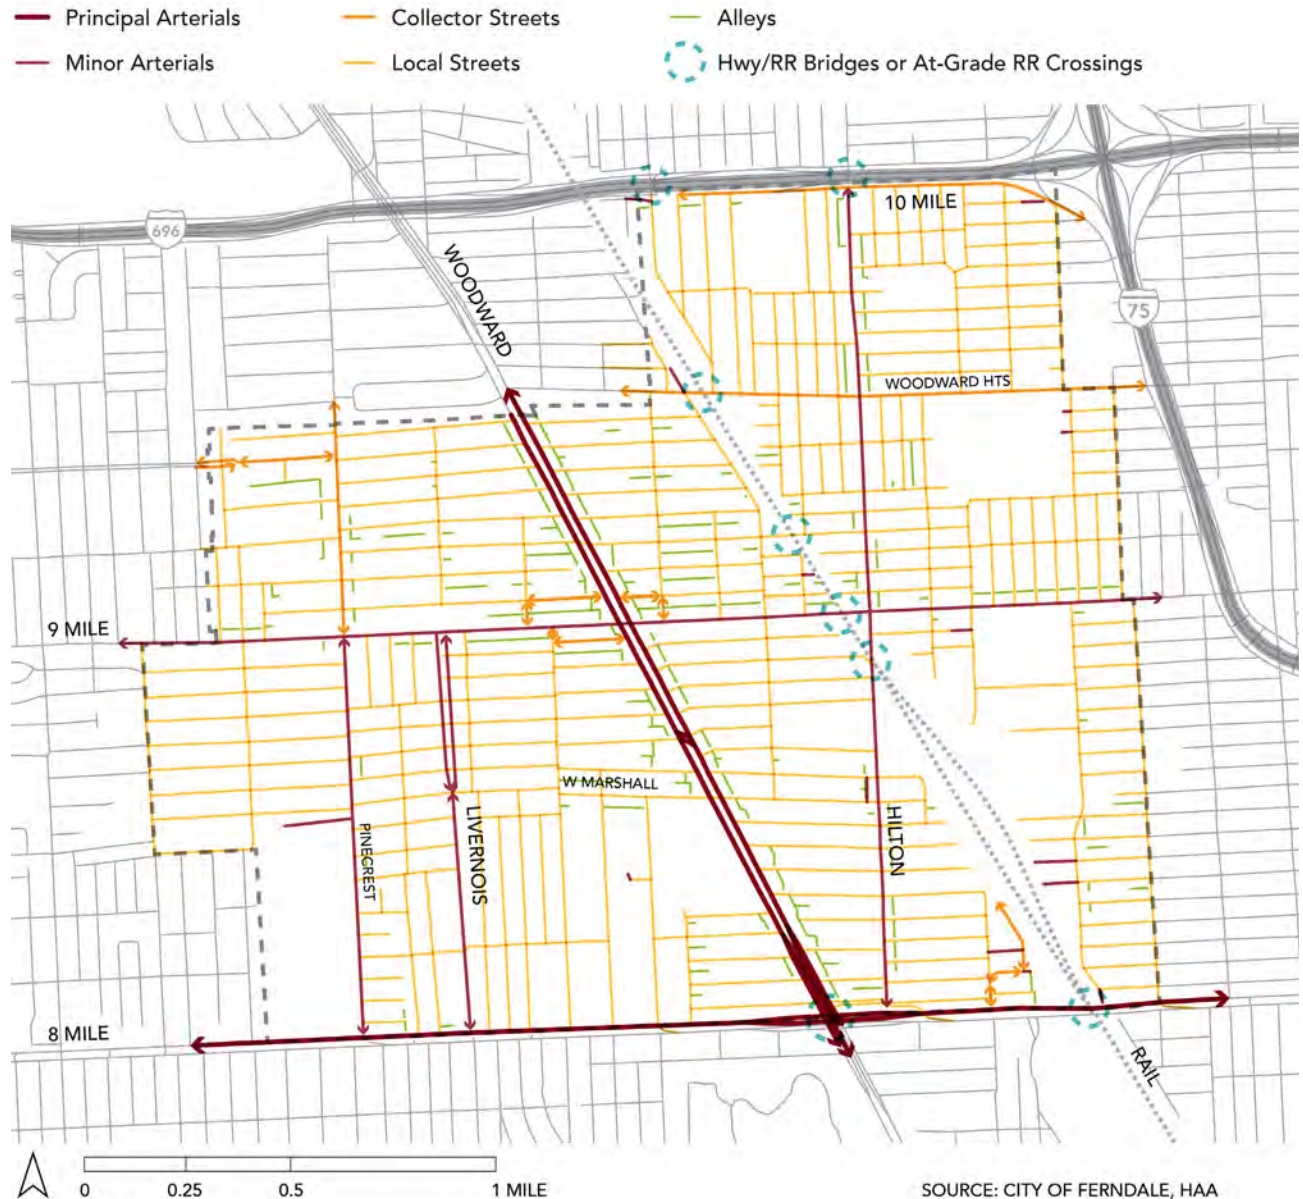 Principal Arterials
Collector Streets
Alleys
Minor Arterials
Local Streets
Hwy/RR Bridges or At-Grade RR Crossings
696
WOODWARD
10 MILE
75
WOODWARD HTS
9 MILE
W MARSHALL
PINECREST
LIVERNOIS
HILTON
8 MILE
RAIL
0 0.25 0.5 1 MILE
SOURCE: CITY OF FERNDALE, HAA